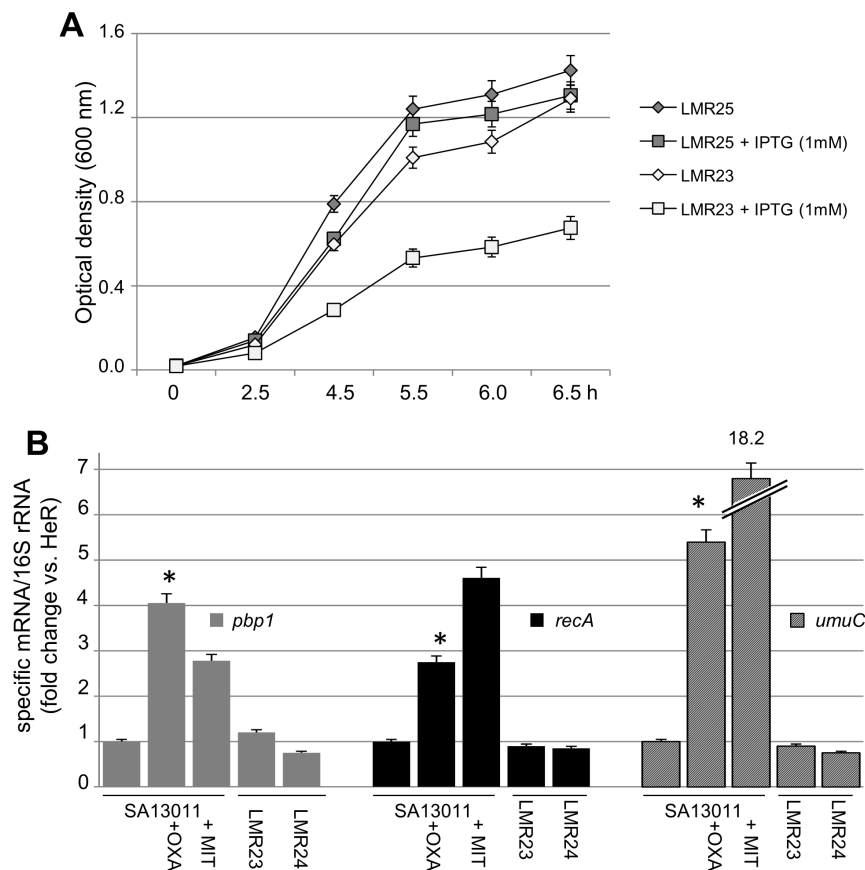 A
Optical density (600 nm)
1.6
1.2
0.8
0.4
0.0
0 2.5 4.5 5.5 6.0 6.5 h
LMR25
LMR25 + IPTG (1mM)
LMR23
LMR23 + IPTG (1mM)
B
specific mRNA/16S rRNA
(fold change vs. HeR)
7
6
5
4
3
2
1
0
18.2
*
*
*
pbp1
recA
umuC
SA13011
+OXA
+ MIT
LMR23
LMR24
SA13011
+OXA
+ MIT
LMR23
LMR24
SA13011
+OXA
+ MIT
LMR23
LMR24